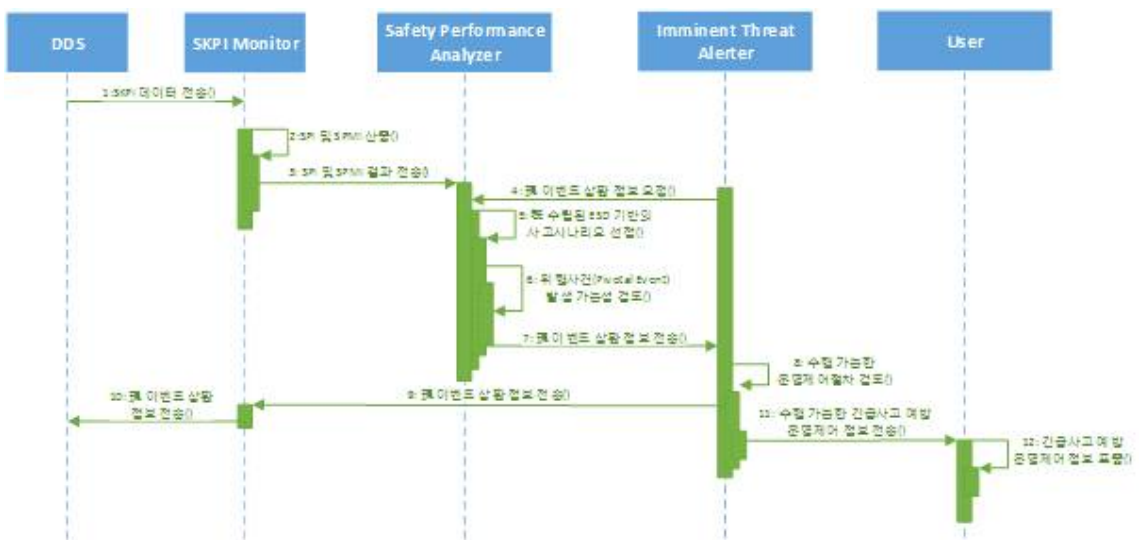 DDS
SKPI Monitor
Safety Performance
Analyzer
Imminent Threat
Alerter
User
1:SKPI 데이터 전송()
2:SPI 및 SPMI 산출()
3: SPI 및 SPMI 결과 전송()
4: 現 이벤트 상황 정보 요청()
5: 旣 수립된 ESD 기반의
사고시나리오 선정()
6: 위험사건(Pivotal Event)
발생 가능성 검토()
7: 現 이벤트 상황 정보 전송()
8: 수행 가능한
운영제어절차 검토()
9: 現 이벤트 상황 정보 전송()
10: 現 이벤트 상황
정보 전송()
11: 수행 가능한 긴급사고 예방
운영제어 정보 전송()
12: 긴급사고 예방
운영제어 정보 표출()